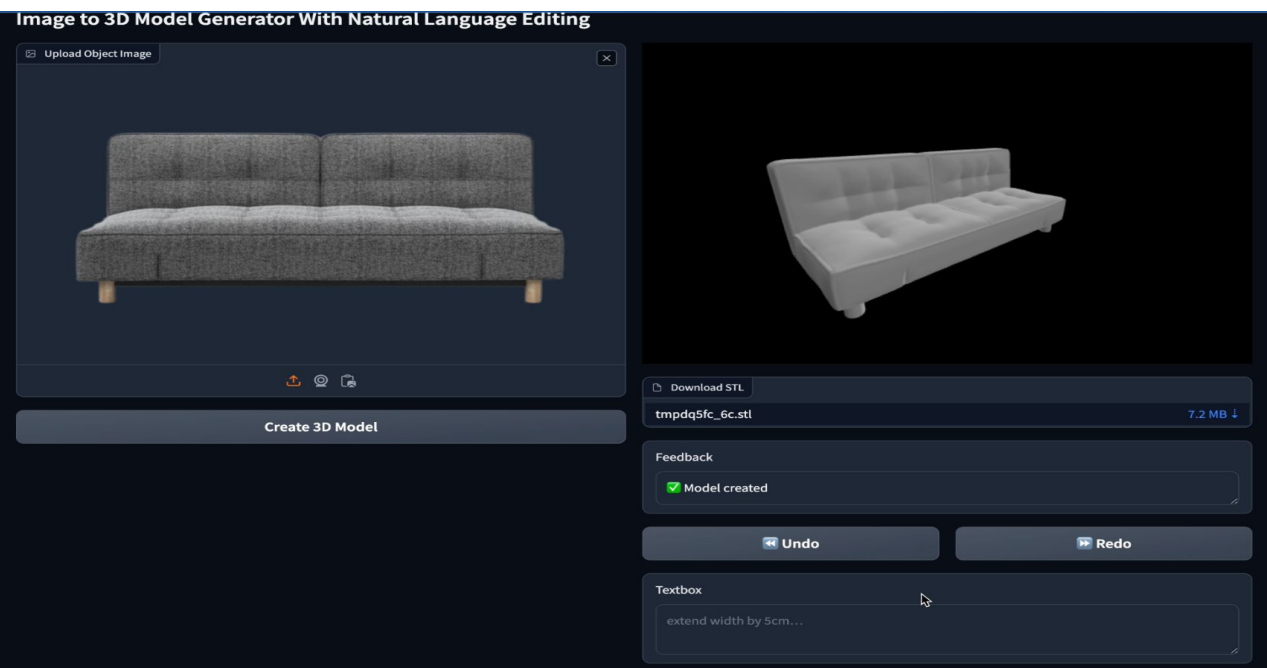 Image to 3D Model Generator With Natural Language Editing
Upload Object Image
Create 3D Model
Download STL
tmpdq5fc_6c.stl
7.2 MB ↓
Feedback
✅ Model created
⏪ Undo
⏩ Redo
Textbox
extend width by 5cm...